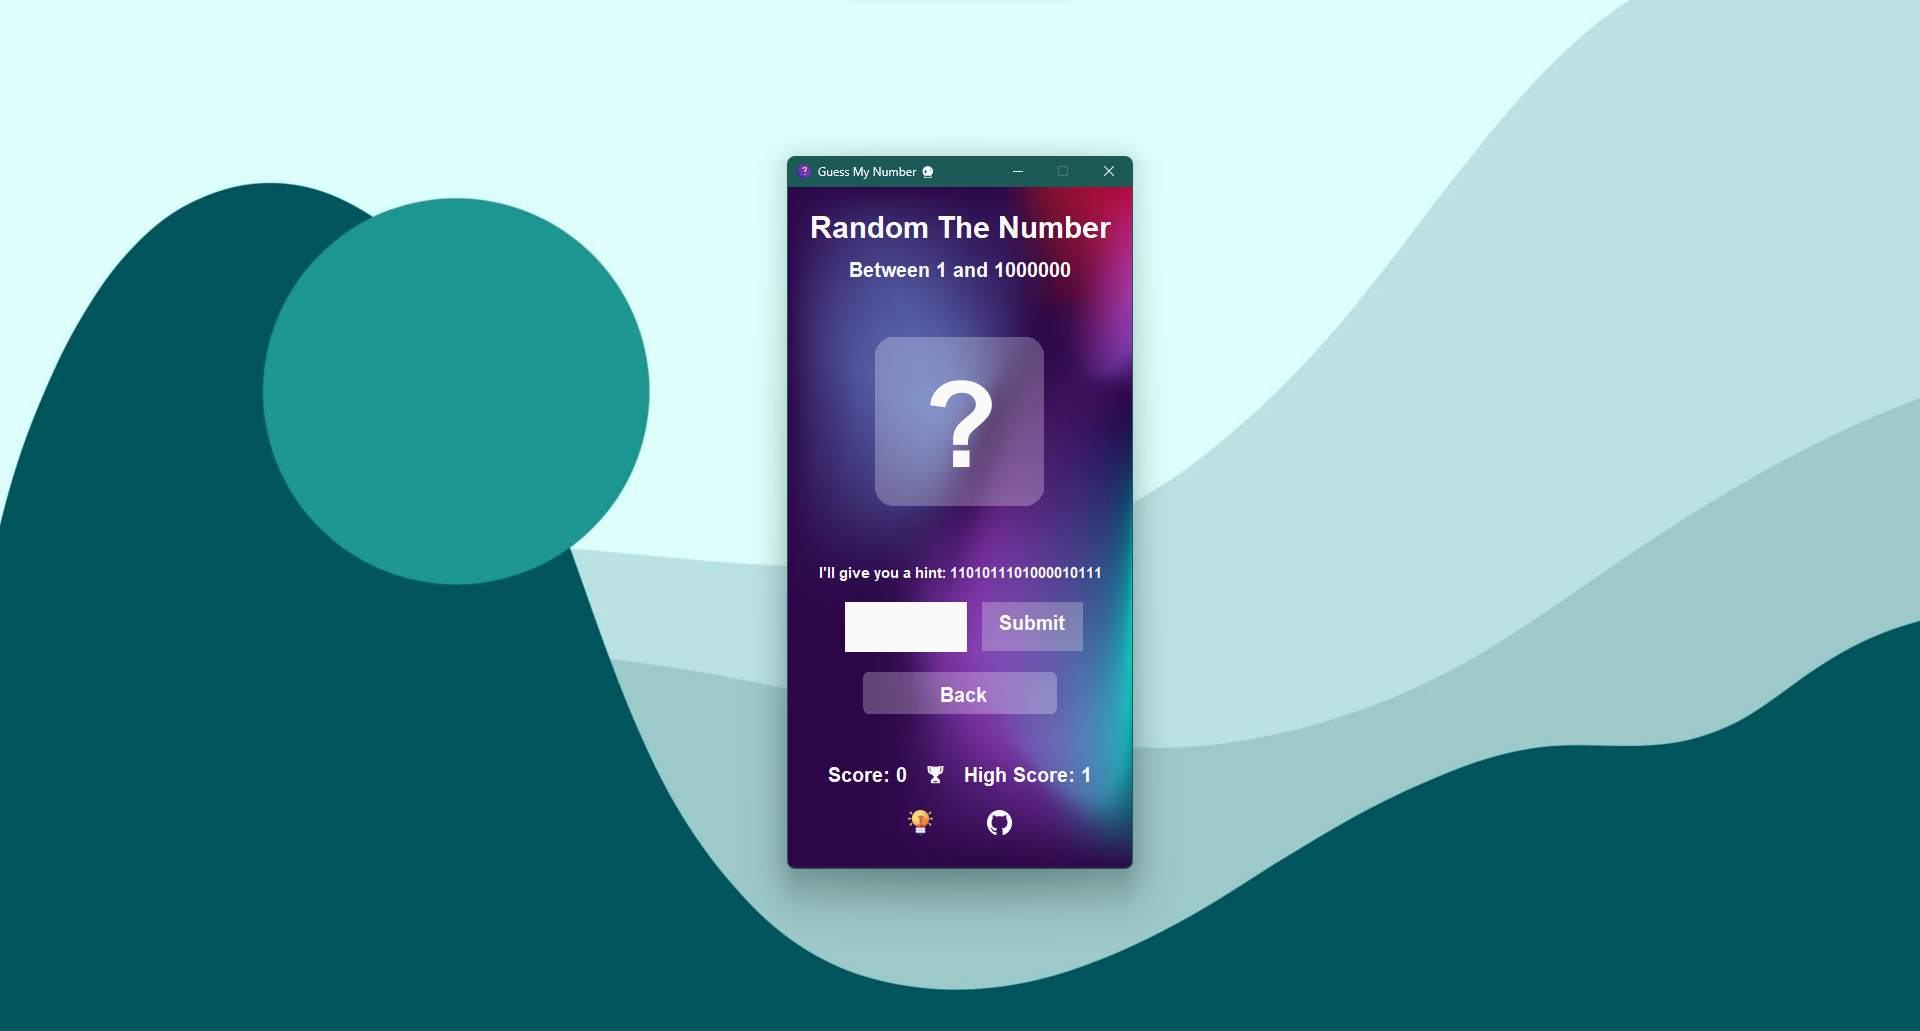 Guess My Number
Random The Number
Between 1 and 1000000
?
I'll give you a hint: 1101011101000010111
Submit
Back
Score: 0
High Score: 1